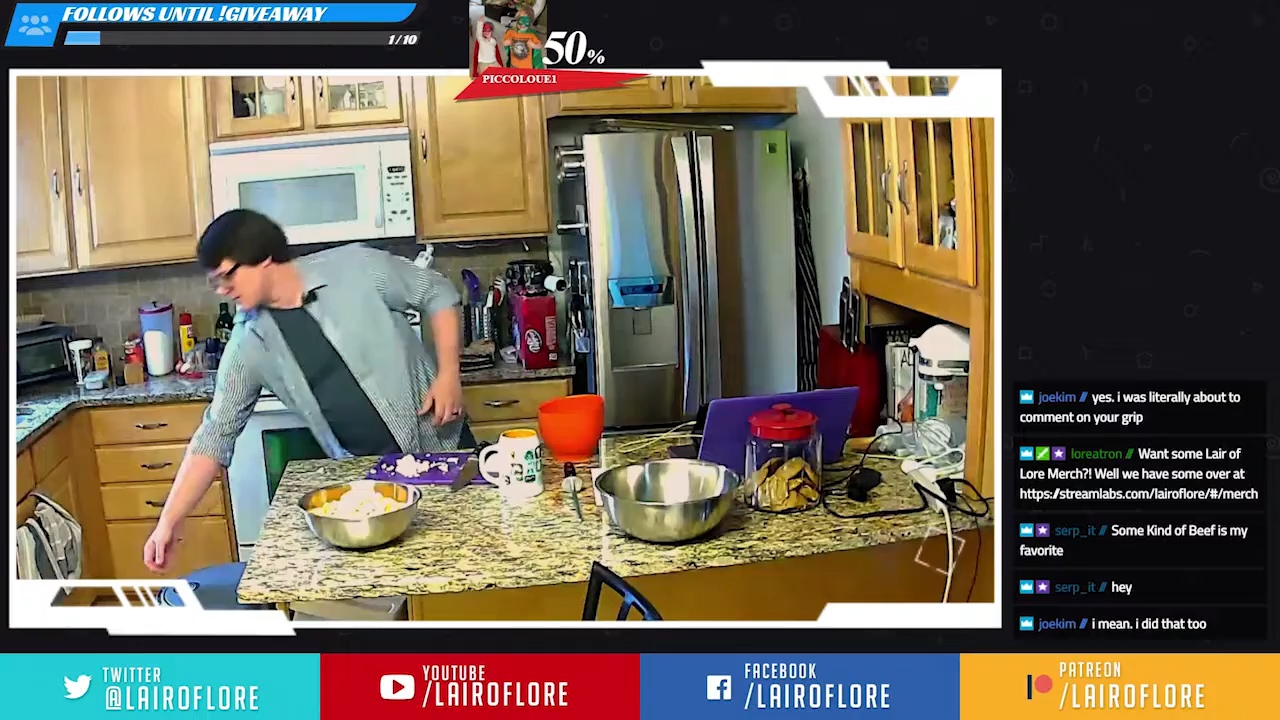 FOLLOWS UNTIL !GIVEAWAY
1/10
50%
PICCOLOUE1
joekim // yes. i was literally about to
comment on your grip
loreatron // Want some Lair of
Lore Merch?! Well we have some over at
https://streamlabs.com/lairoflore/#/merch
serp_it // Some Kind of Beef is my
favorite
serp_it // hey
joekim // i mean. i did that too
TWITTER
@LAIROFLORE
YOUTUBE
/LAIROFLORE
FACEBOOK
/LAIROFLORE
PATREON
/LAIROFLORE